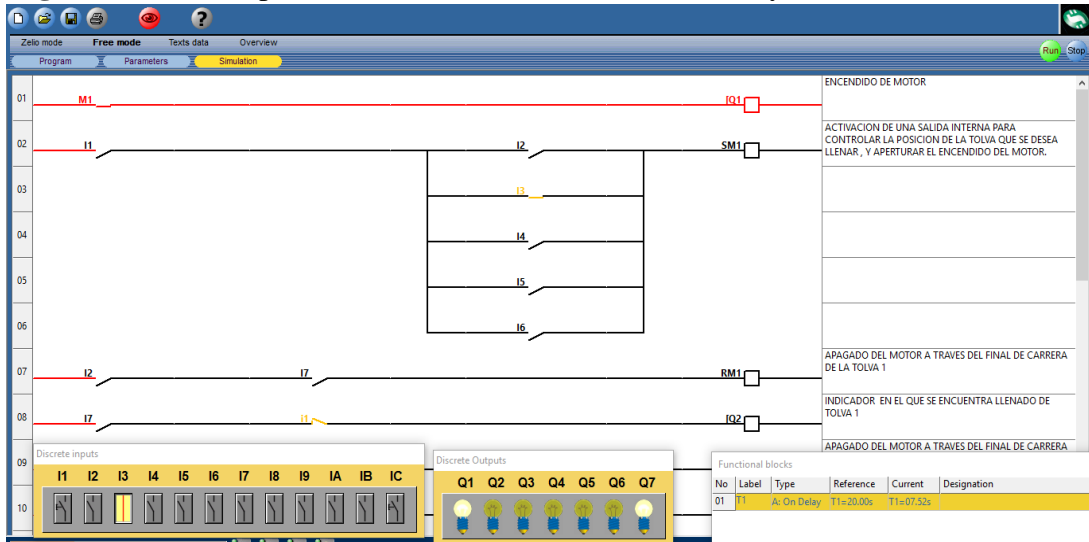 Zelio mode Free mode Texts data Overview
Run Stop
Program Parameters Simulation
01 M1 [Q1 ENCENDIDO DE MOTOR
02 I1 I2 SM1 ACTIVACION DE UNA SALIDA INTERNA PARA
CONTROLAR LA POSICION DE LA TOLVA QUE SE DESEA
LLENAR , Y APERTURAR EL ENCENDIDO DEL MOTOR.
03 I3
04 I4
05 I5
06 I6
07 I2 I7 RM1 APAGADO DEL MOTOR A TRAVES DEL FINAL DE CARRERA
DE LA TOLVA 1
08 I7 i1 [Q2 INDICADOR EN EL QUE SE ENCUENTRA LLENADO DE
TOLVA 1
09 APAGADO DEL MOTOR A TRAVES DEL FINAL DE CARRERA
10
Discrete inputs
I1 I2 I3 I4 I5 I6 I7 I8 I9 IA IB IC
Discrete Outputs
Q1 Q2 Q3 Q4 Q5 Q6 Q7
Functional blocks
No Label Type Reference Current Designation
01 T1 A: On Delay T1=20.00s T1=07.52s